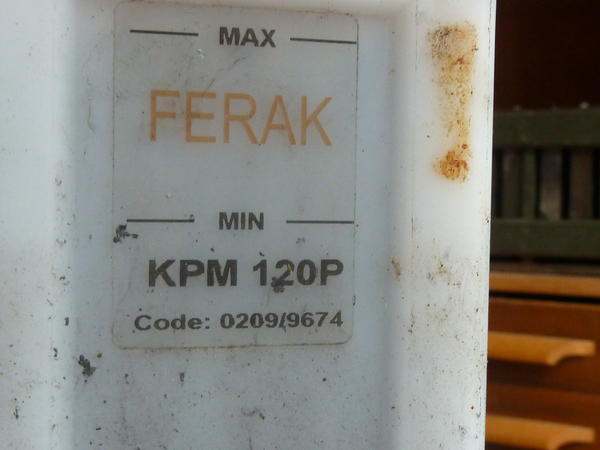 MAX
FERAK
MIN
KPM 120P
Code: 0209/9674